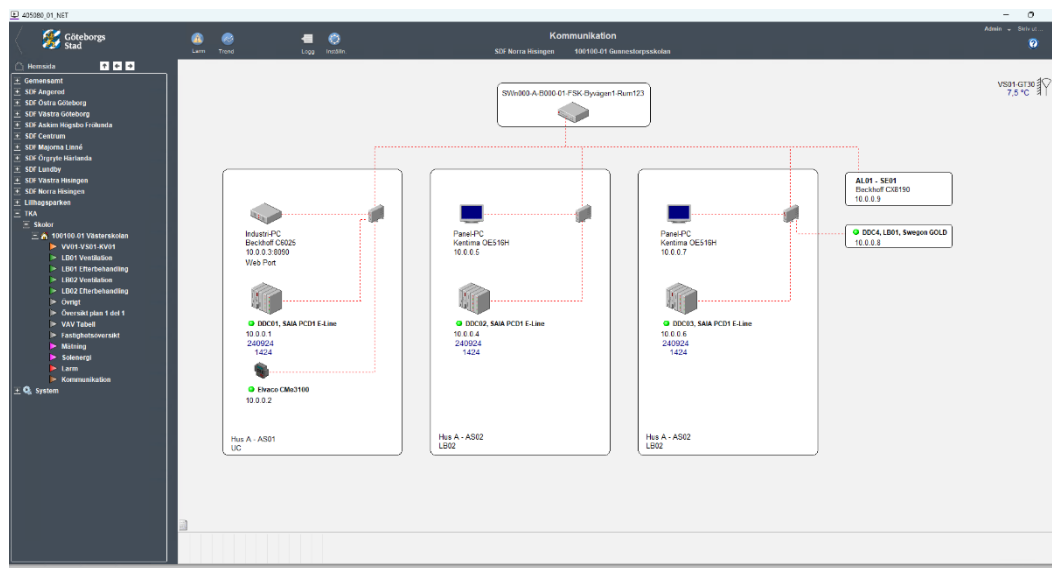 405080_01_NET
Göteborgs
Stad
Larm
Trend
Logg
Inställn.
Kommunikation
SDF Norra Hisingen
100100-01 Gunnestorpsskolan
Admin
Hemsida
Gemensamt
SDF Angered
SDF Östra Göteborg
SDF Västra Göteborg
SDF Askim Högsbo Frölunda
SDF Centrum
SDF Majorna Linné
SDF Örgryte Härlanda
SDF Lundby
SDF Västra Hisingen
SDF Norra Hisingen
Lillhagsparken
TKA
Skolor
100100-01 Västerskolan
VV01-VS01-KV01
LB01 Ventilation
LB01 Efterbehandling
LB02 Ventilation
LB02 Efterbehandling
Övrigt
Översikt plan 1 del 1
VAV Tabell
Fastighetsöversikt
Mätning
Solenergi
Larm
Kommunikation
System
VS01-GT30
7,5 °C
SWn000-A-B000-01-FSK-Byvägen1-Rum123
Industri-PC
Beckhoff C6025
10.0.0.3:8090
Web Port
DDC01, SAIA PCD1 E-Line
10.0.0.1
240924
1424
Elvaco CMe3100
10.0.0.2
Hus A - AS01
UC
Panel-PC
Kentima OE516H
10.0.0.5
DDC02, SAIA PCD1 E-Line
10.0.0.4
240924
1424
Hus A - AS02
LB02
Panel-PC
Kentima OE516H
10.0.0.7
DDC03, SAIA PCD1 E-Line
10.0.0.6
240924
1424
Hus A - AS02
LB02
AL01 - SE01
Beckhoff CX8190
10.0.0.9
DDC4, LB01, Swegon GOLD
10.0.0.8